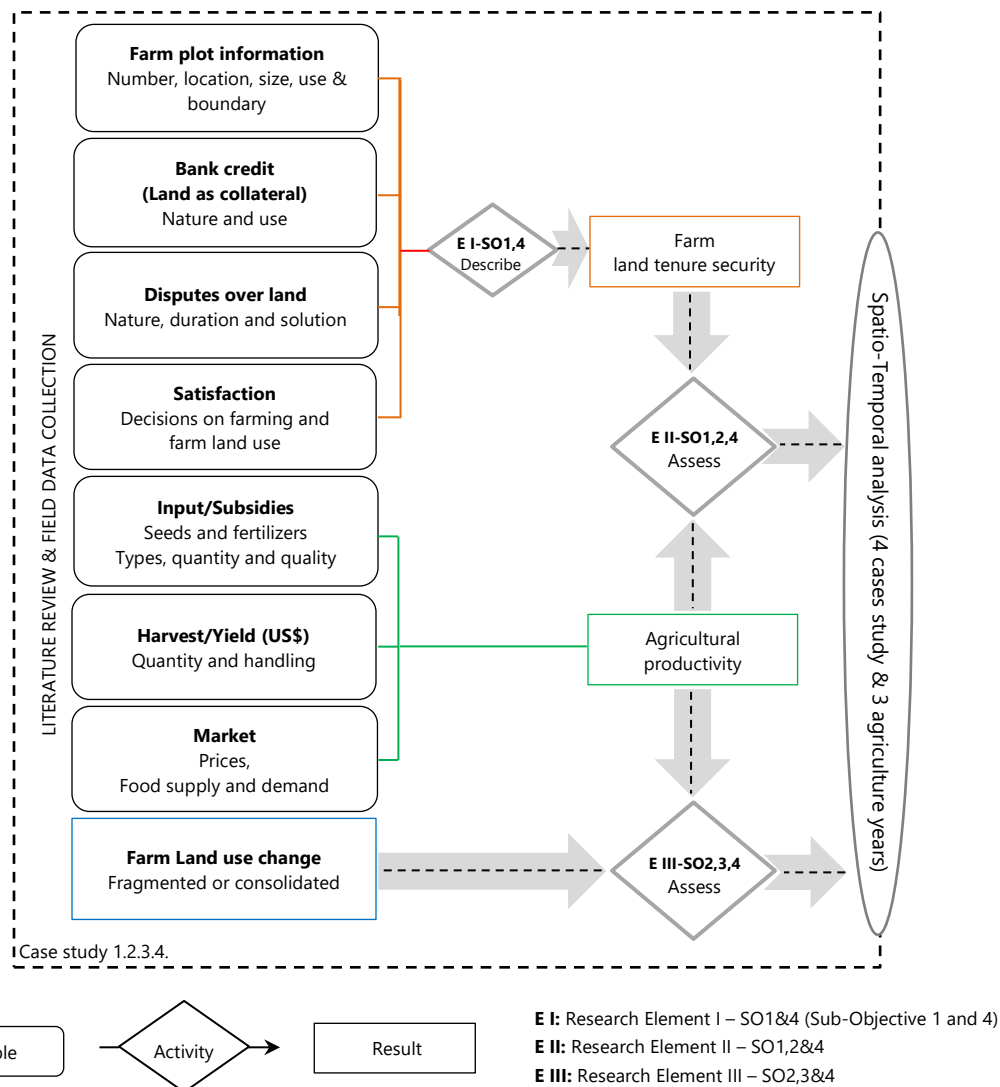 Farm plot information
Number, location, size, use &
boundary
Bank credit
(Land as collateral)
Nature and use
Disputes over land
Nature, duration and solution
Satisfaction
Decisions on farming and
farm land use
Input/Subsidies
Seeds and fertilizers
Types, quantity and quality
Harvest/Yield (US$)
Quantity and handling
Market
Prices,
Food supply and demand
Farm Land use change
Fragmented or consolidated
LITERATURE REVIEW & FIELD DATA COLLECTION
Case study 1.2.3.4.
E I-SO1,4
Describe
Farm
land tenure security
E II-SO1,2,4
Assess
Agricultural
productivity
E III-SO2,3,4
Assess
Spatio-Temporal analysis (4 cases study & 3 agriculture years)
Activity
Result
E I: Research Element I – SO1&4 (Sub-Objective 1 and 4)
E II: Research Element II – SO1,2&4
E III: Research Element III – SO2,3&4